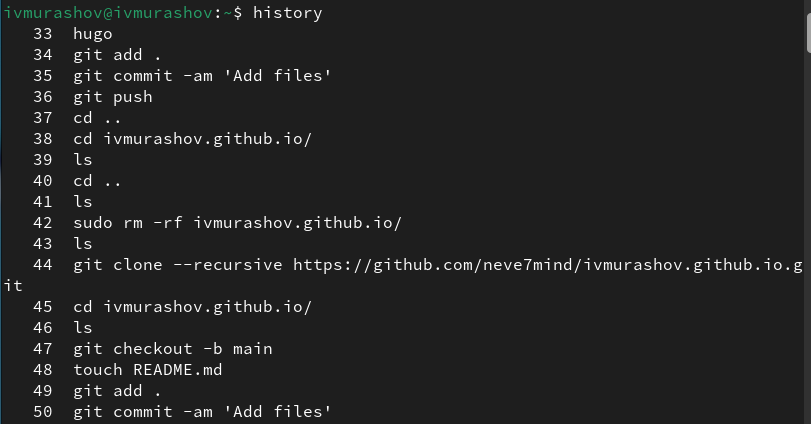 ivmurashov@ivmurashov:~$ history
33 hugo
34 git add .
35 git commit -am 'Add files'
36 git push
37 cd ..
38 cd ivmurashov.github.io/
39 ls
40 cd ..
41 ls
42 sudo rm -rf ivmurashov.github.io/
43 ls
44 git clone --recursive https://github.com/neve7mind/ivmurashov.github.io.g
it
45 cd ivmurashov.github.io/
46 ls
47 git checkout -b main
48 touch README.md
49 git add .
50 git commit -am 'Add files'